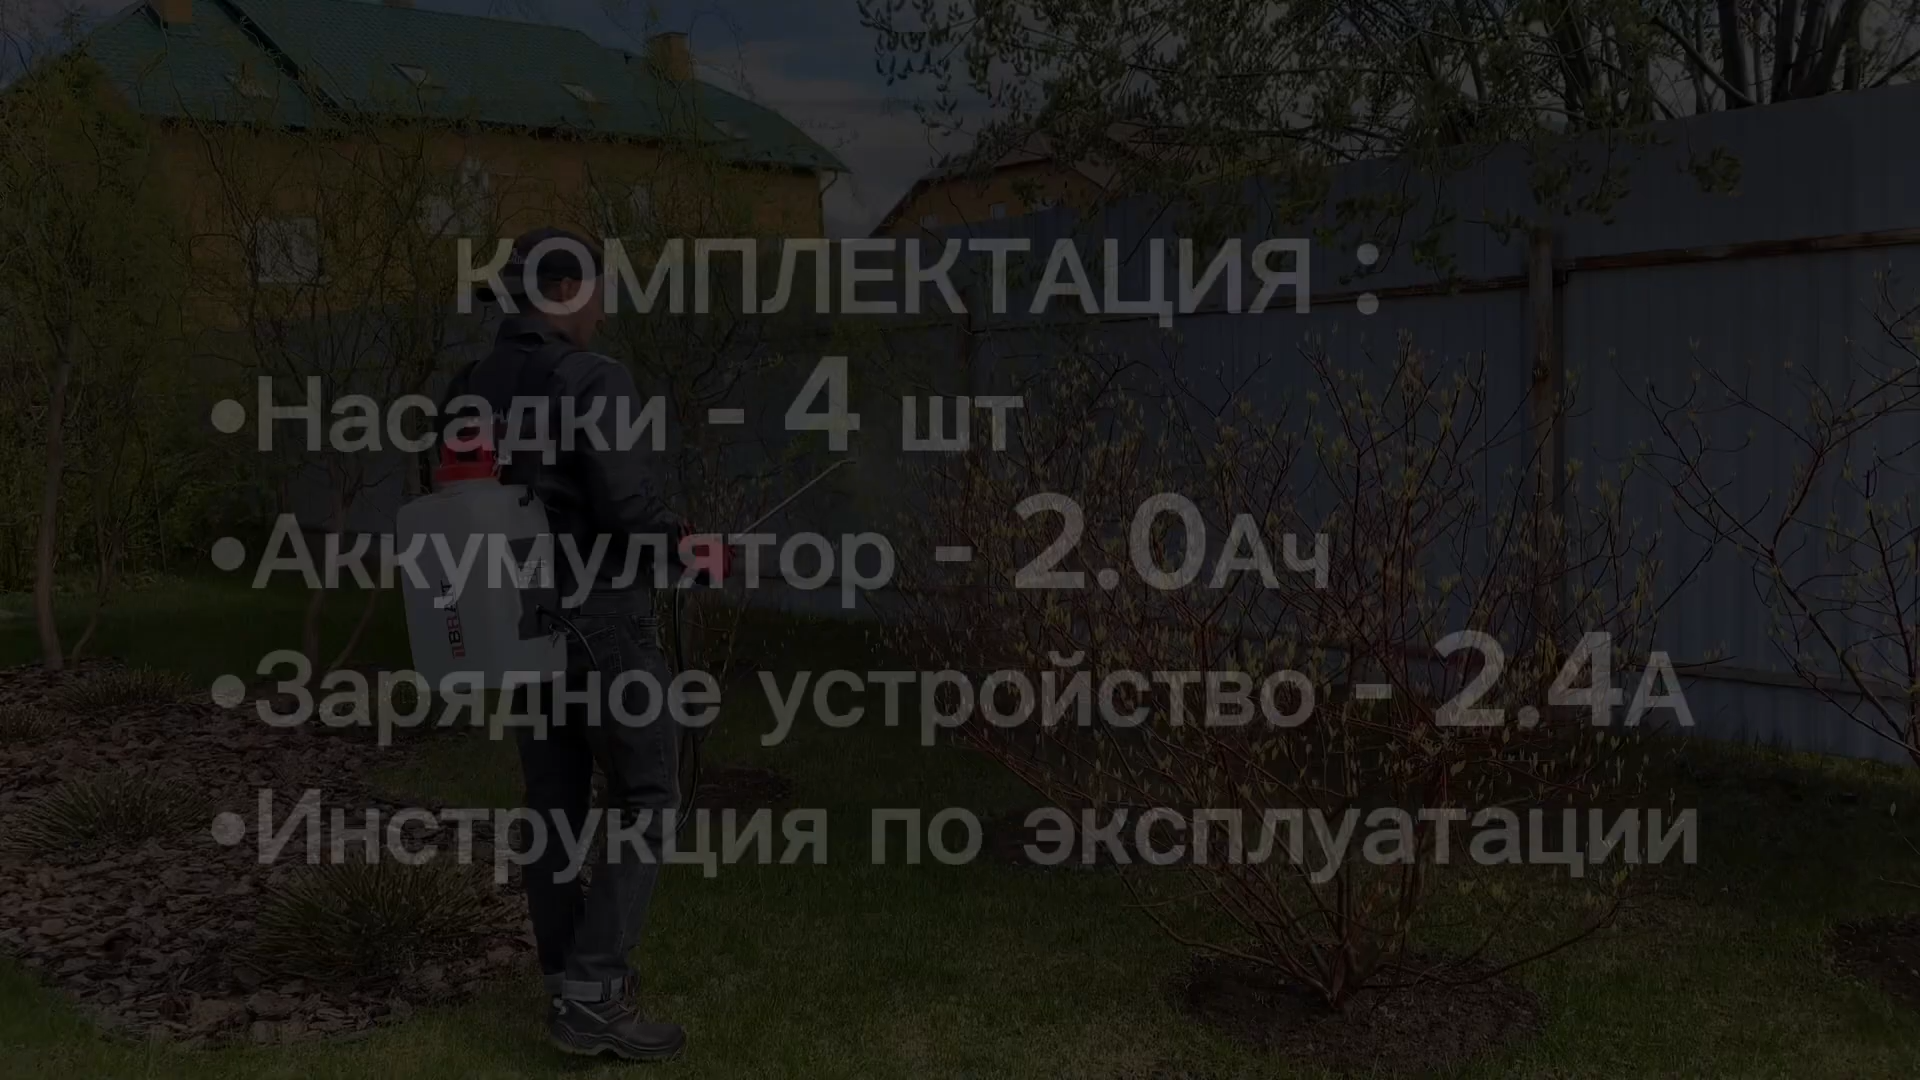 КОМПЛЕКТАЦИЯ :
•Насадки - 4 шт
•Аккумулятор - 2.0Ач
•Зарядное устройство - 2.4А
•Инструкция по эксплуатации